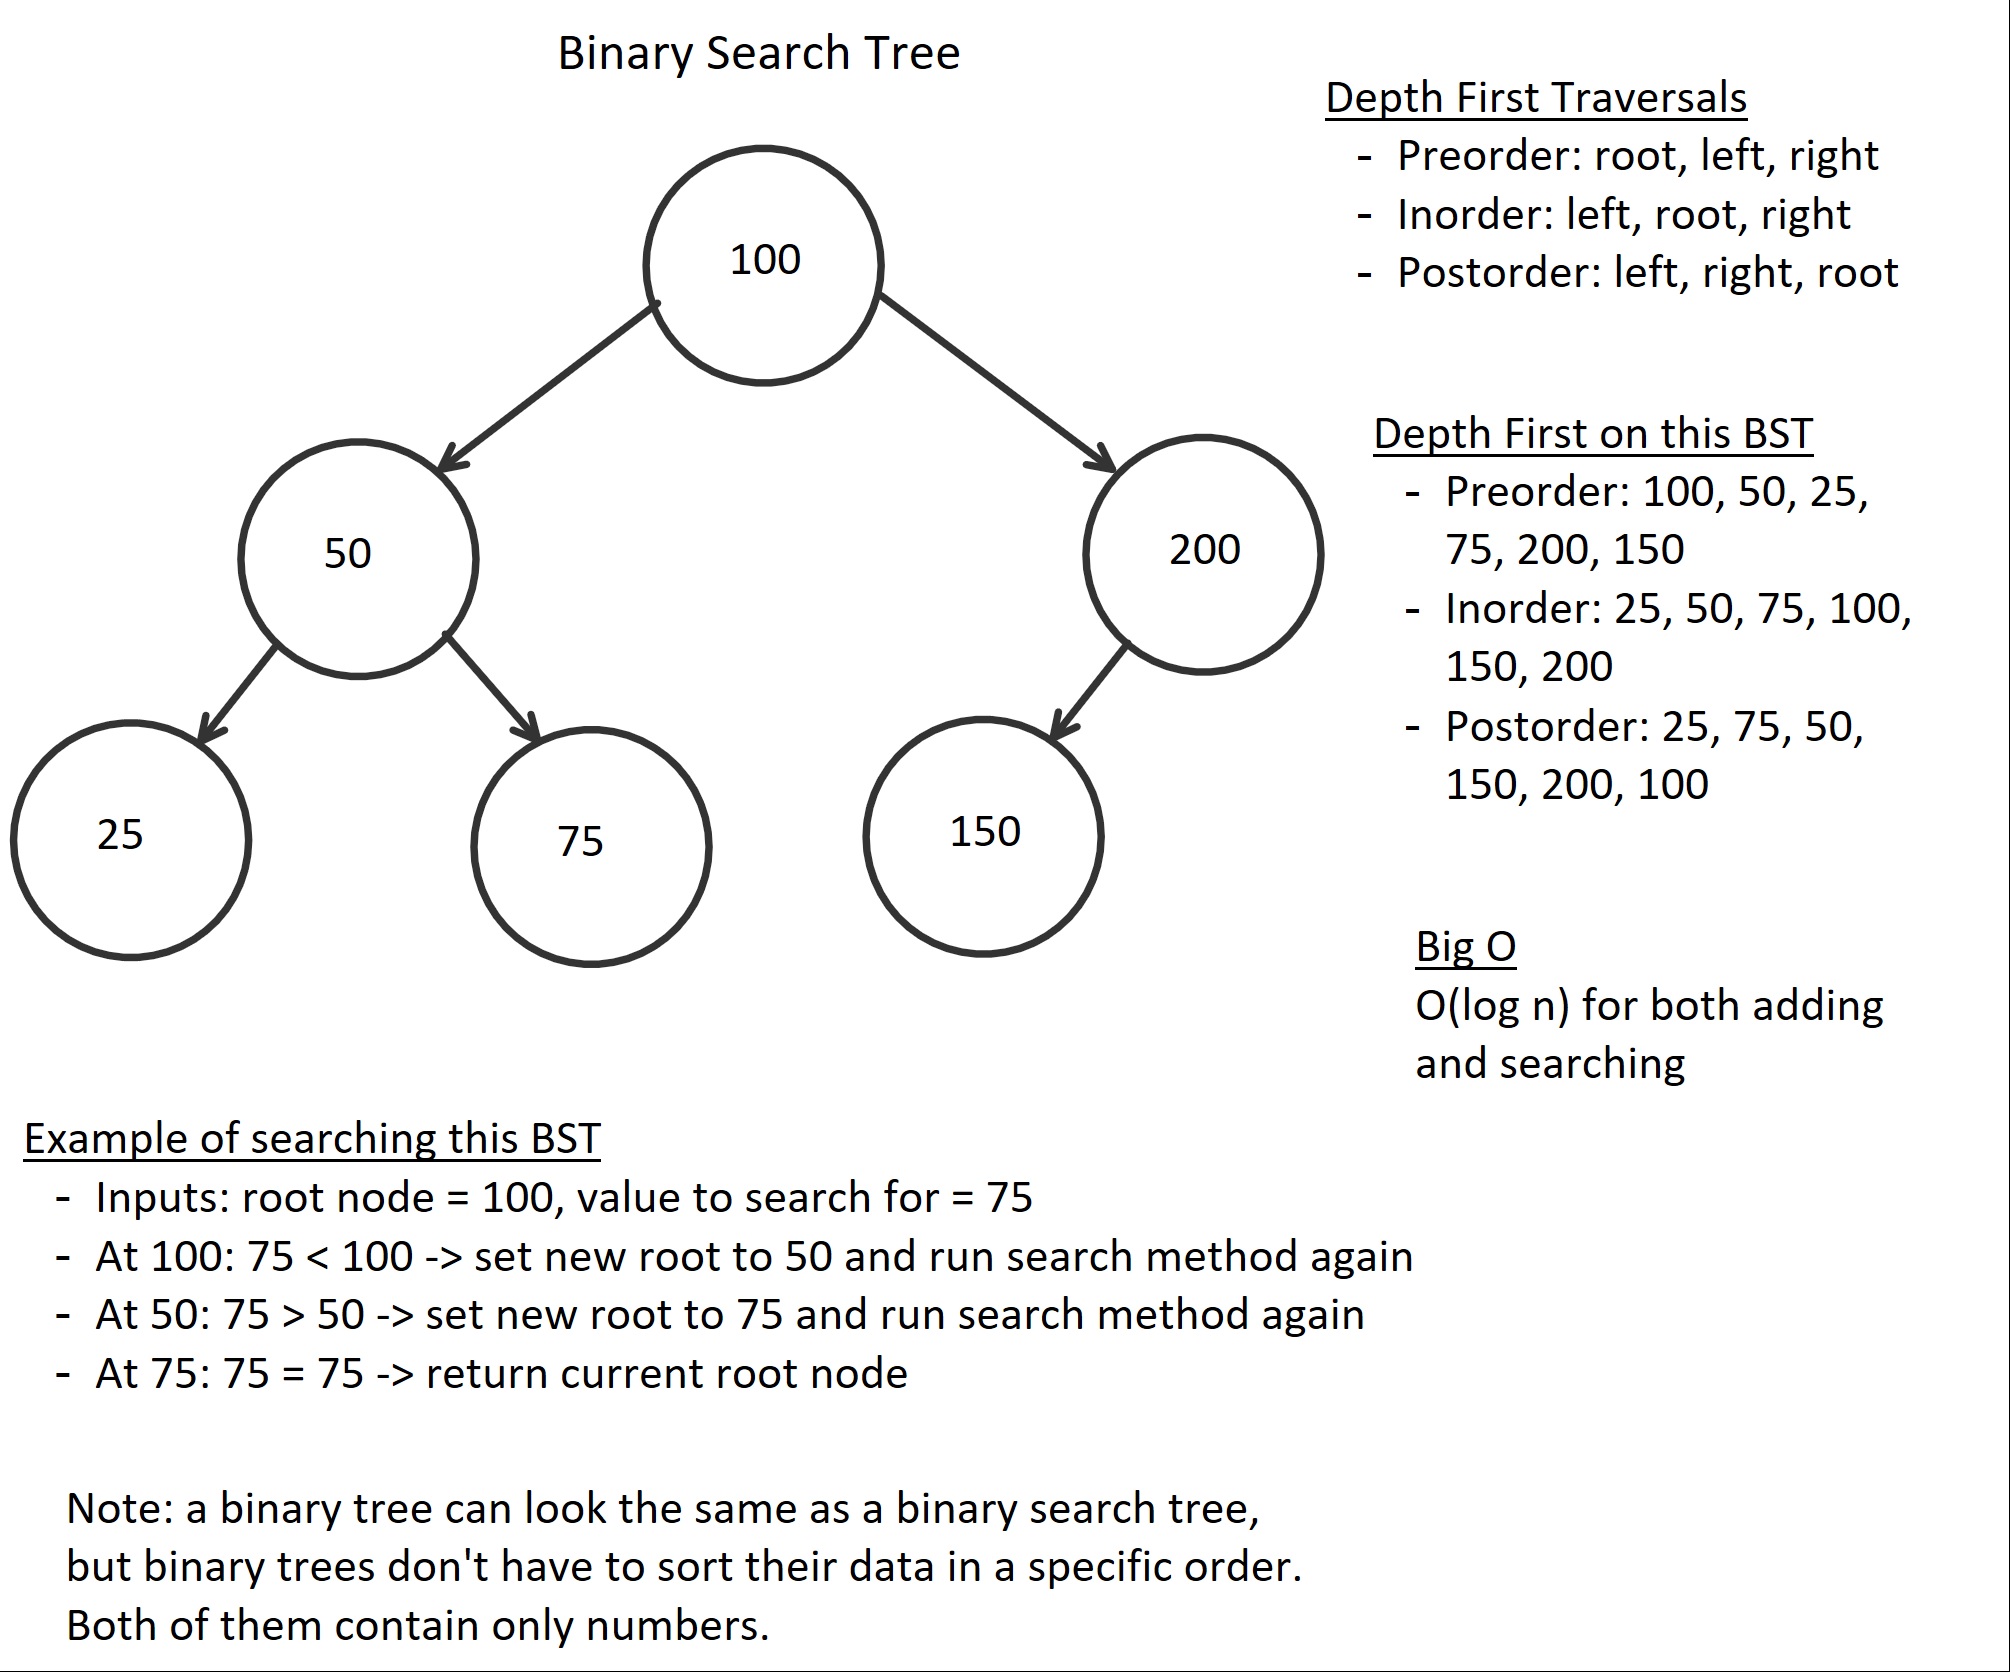 Binary Search Tree
100
50
200
25
75
150
Depth First Traversals
- Preorder: root, left, right
- Inorder: left, root, right
- Postorder: left, right, root
Depth First on this BST
- Preorder: 100, 50, 25,
75, 200, 150
- Inorder: 25, 50, 75, 100,
150, 200
- Postorder: 25, 75, 50,
150, 200, 100
Big O
O(log n) for both adding
and searching
Example of searching this BST
- Inputs: root node = 100, value to search for = 75
- At 100: 75 < 100 -> set new root to 50 and run search method again
- At 50: 75 > 50 -> set new root to 75 and run search method again
- At 75: 75 = 75 -> return current root node
Note: a binary tree can look the same as a binary search tree,
but binary trees don't have to sort their data in a specific order.
Both of them contain only numbers.